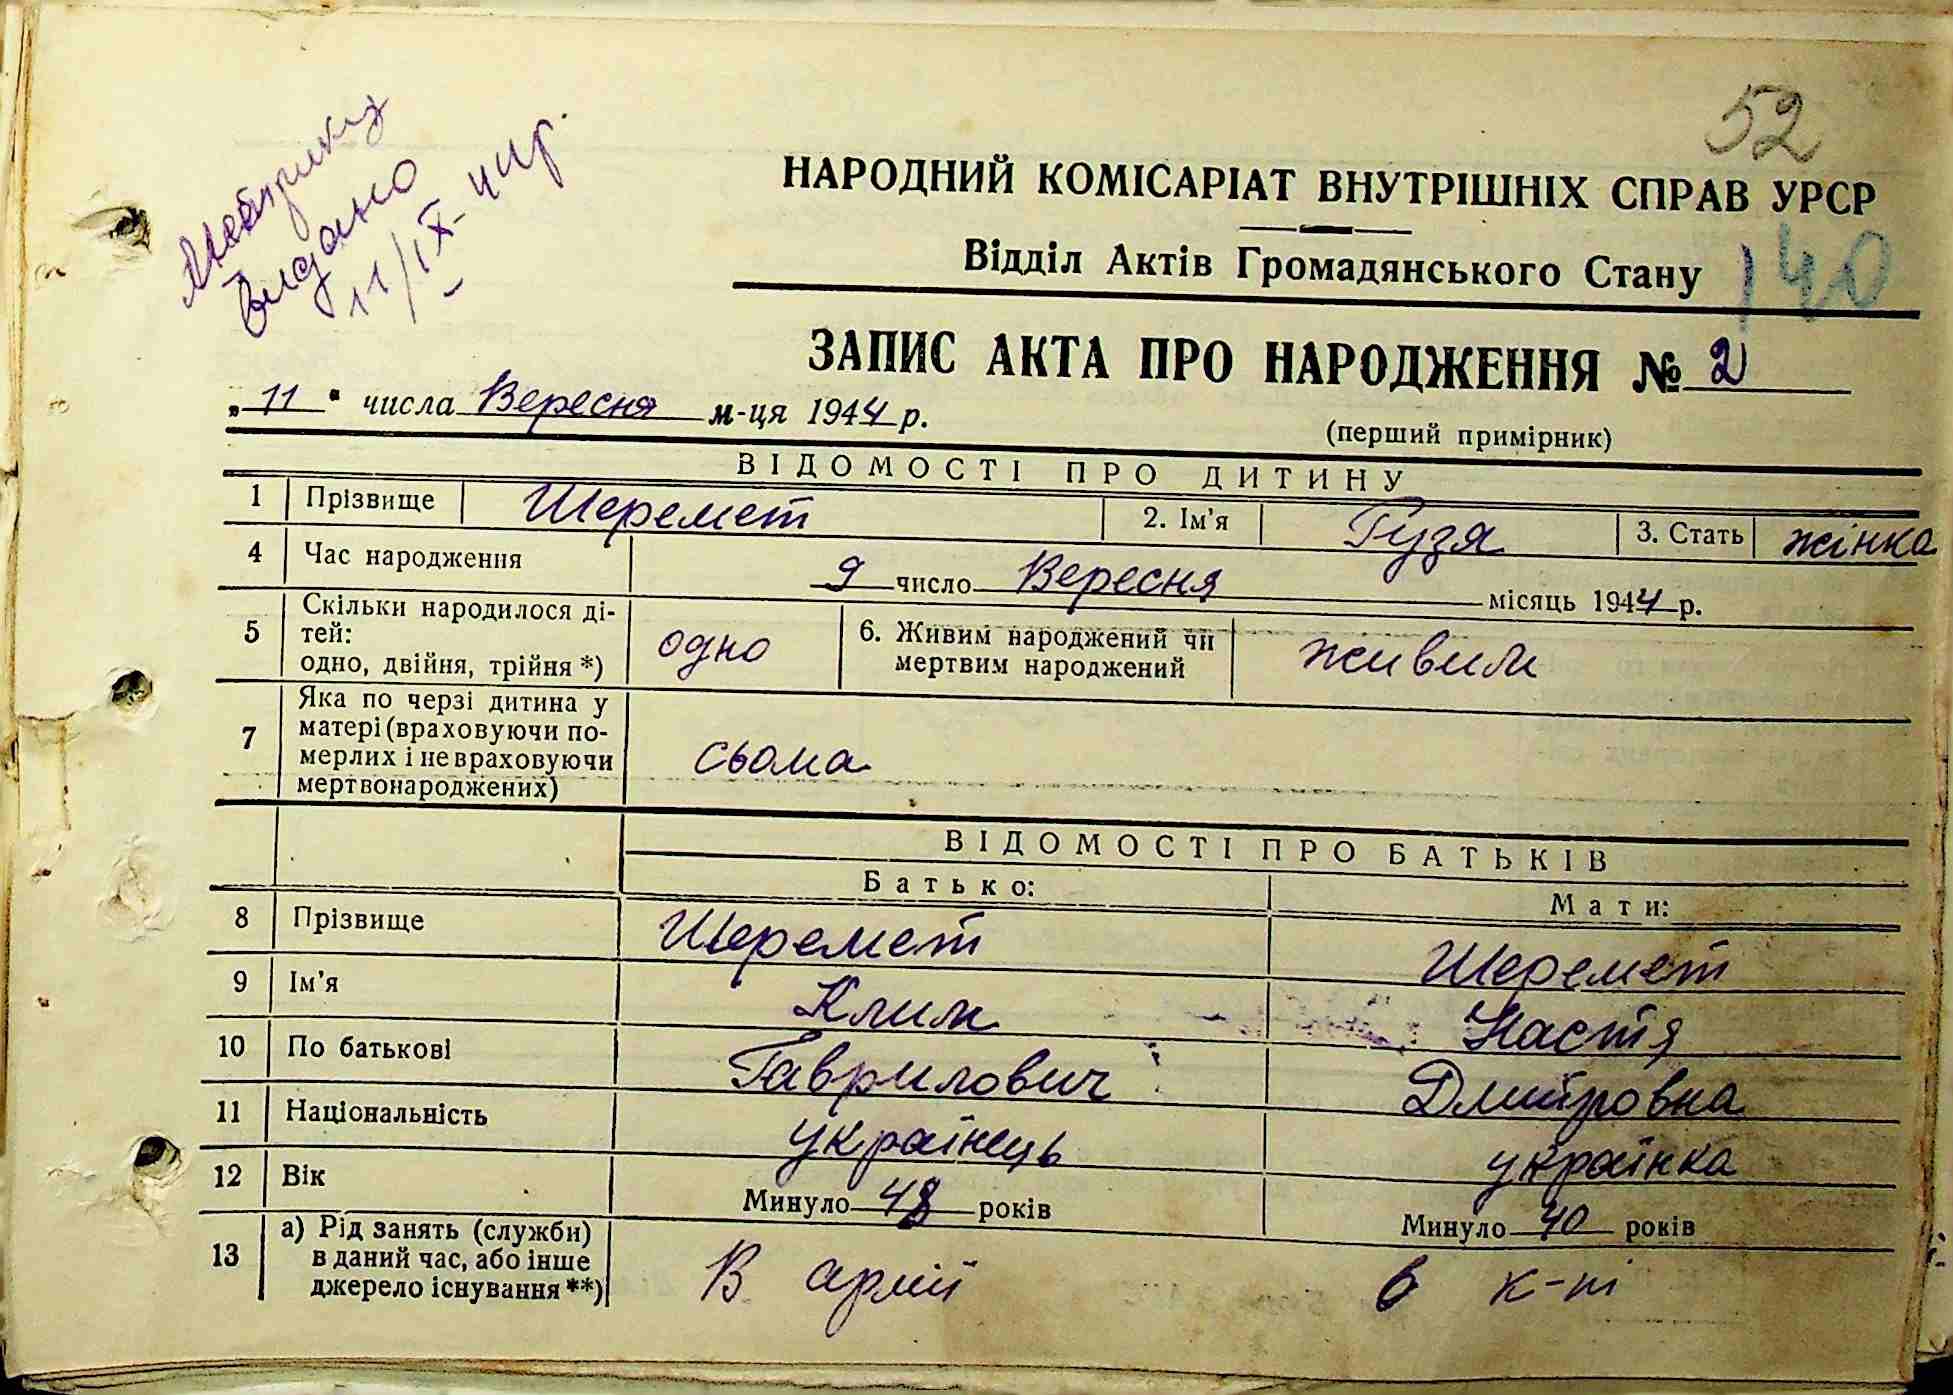 52
Метрику
видано
11/IX-44р.
НАРОДНИЙ КОМІСАРІАТ ВНУТРІШНІХ СПРАВ УРСР
Відділ Актів Громадянського Стану 140
ЗАПИС АКТА ПРО НАРОДЖЕННЯ № 2
„11“ числа Вересня м-ця 1944 р.
(перший примірник)
ВІДОМОСТІ ПРО ДИТИНУ
1 Прізвище Шеремет 2. Ім'я Гузя 3. Стать жінка
4 Час народження 9 число Вересня місяць 1944 р.
5 Скільки народилося ді-
тей:
одно, двійня, трійня *) одно 6. Живим народжений чи
мертвим народжений живим
7 Яка по черзі дитина у
матері (враховуючи по-
мерлих і не враховуючи
мертвонароджених) сьома
ВІДОМОСТІ ПРО БАТЬКІВ
Батько: Мати:
8 Прізвище Шеремет Шеремет
9 Ім'я Клим Настя
10 По батькові Гаврилович Дмитровна
11 Національність українець українка
12 Вік Минуло 48 років Минуло 40 років
13 а) Рід занять (служби)
в даний час, або інше
джерело існування **) В армії в к-пі